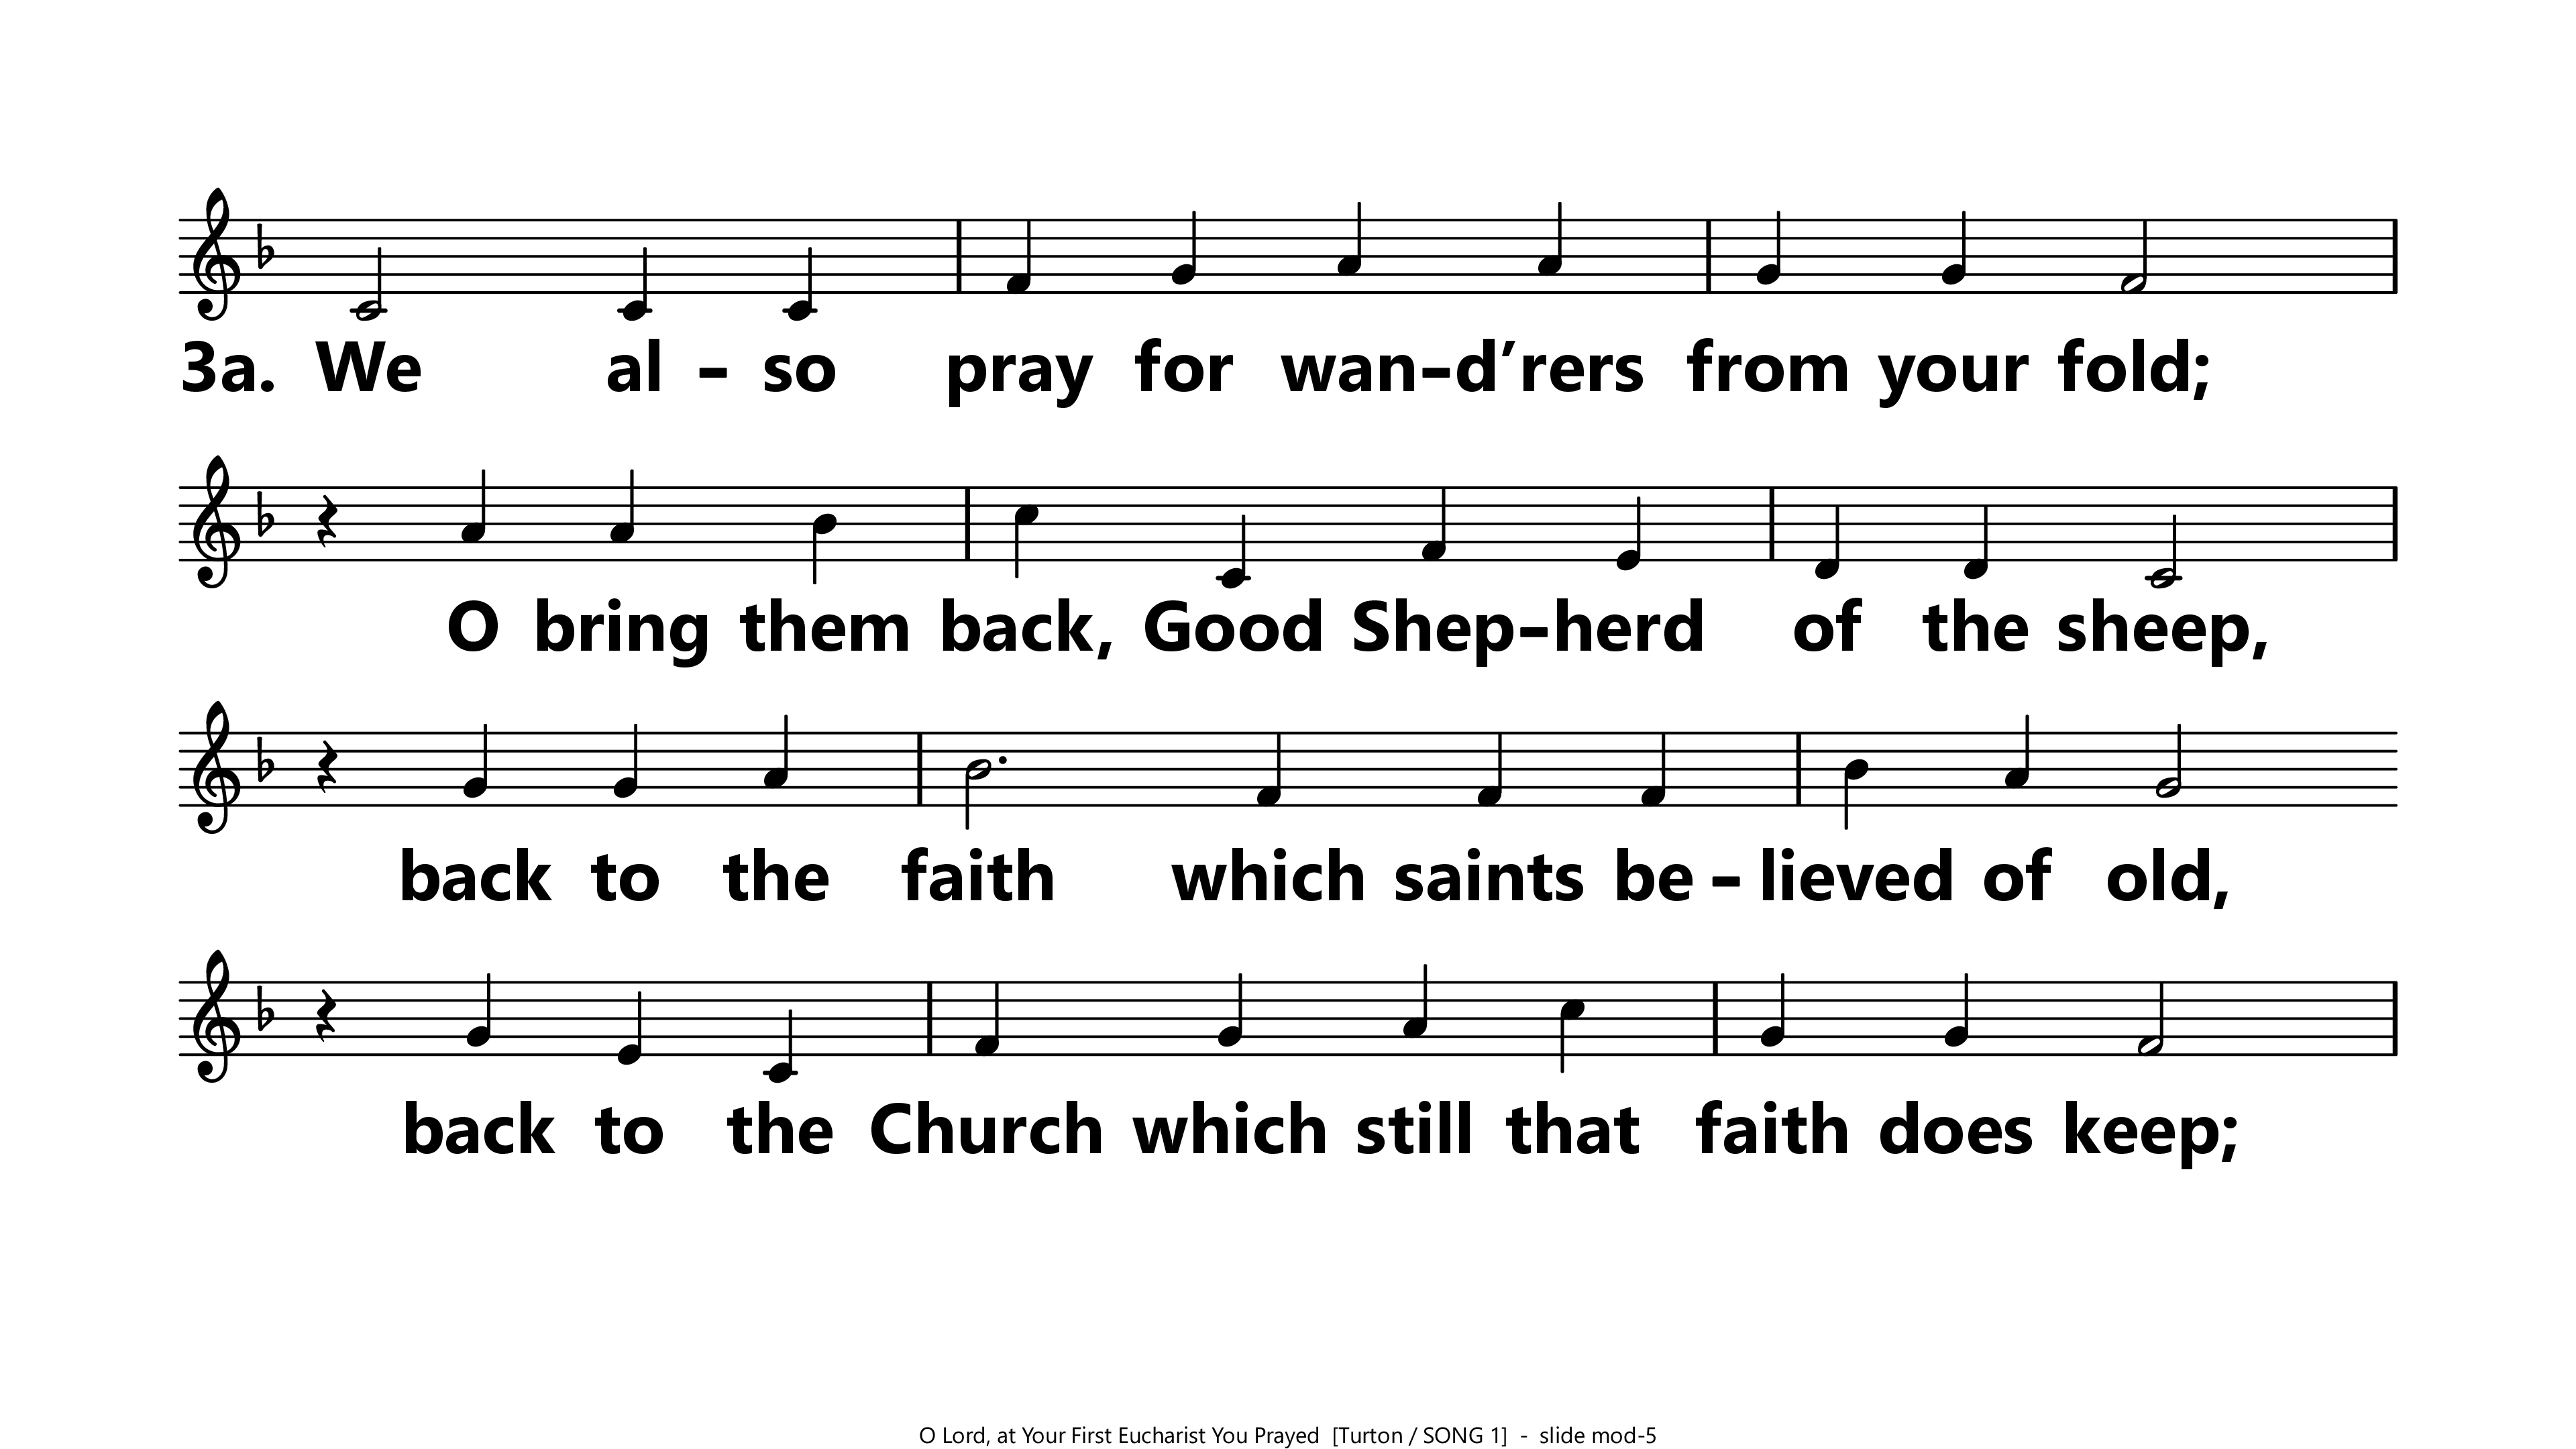 3a. We al - so pray for wan-d’rers from your fold;
O bring them back, Good Shep-herd of the sheep,
back to the faith which saints be - lieved of old,
back to the Church which still that faith does keep;
O Lord, at Your First Eucharist You Prayed [Turton / SONG 1] - slide mod-5